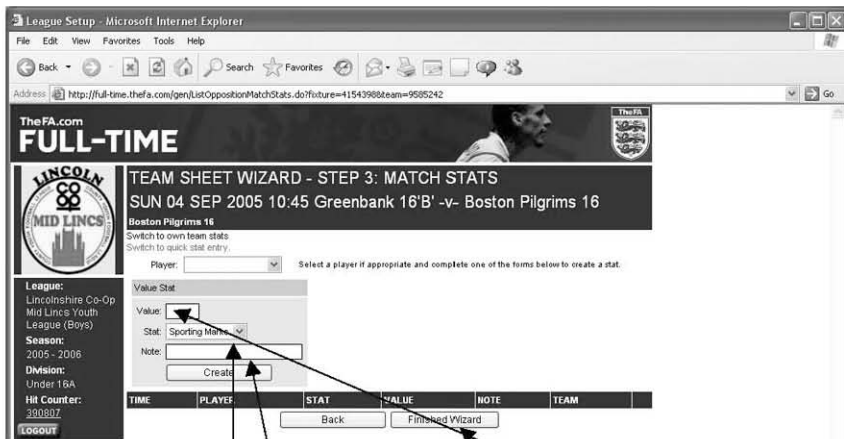 League Setup - Microsoft Internet Explorer
File Edit View Favorites Tools Help
Back Search Favorites
Address http://full-time.thefa.com/gen/ListOppositionMatchStats.do?fixture=4154398&team=9585242 Go
TheFA.com
FULL-TIME
TheFA
LINCOLN
MID LINCS
TEAM SHEET WIZARD - STEP 3: MATCH STATS
SUN 04 SEP 2005 10:45 Greenbank 16'B' -v- Boston Pilgrims 16
Boston Pilgrims 16
Switch to own team stats
Switch to quick stat entry.
Player: Select a player if appropriate and complete one of the forms below to create a stat.
League:
Lincolnshire Co-Op
Mid Lincs Youth
League (Boys)
Season:
2005 - 2006
Division:
Under 16A
Hit Counter:
390807
LOGOUT
Value Stat
Value:
Stat: Sporting Marks
Note:
Create
TIME PLAYER STAT VALUE NOTE TEAM
Back Finished Wizard